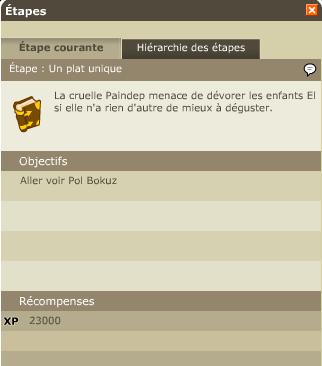 Étapes
Étape courante
Hiérarchie des étapes
Étape : Un plat unique
La cruelle Paindep menace de dévorer les enfants El
si elle n'a rien d'autre de mieux à déguster.
Objectifs
Aller voir Pol Bokuz
Récompenses
XP 23000